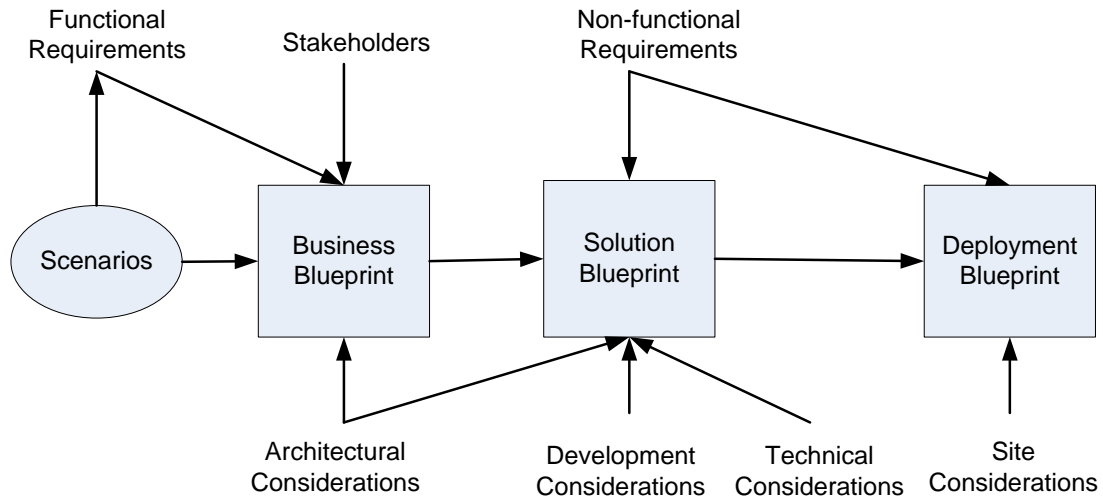 Functional
Requirements
Stakeholders
Non-functional
Requirements
Scenarios
Business
Blueprint
Solution
Blueprint
Deployment
Blueprint
Architectural
Considerations
Development
Considerations
Technical
Considerations
Site
Considerations